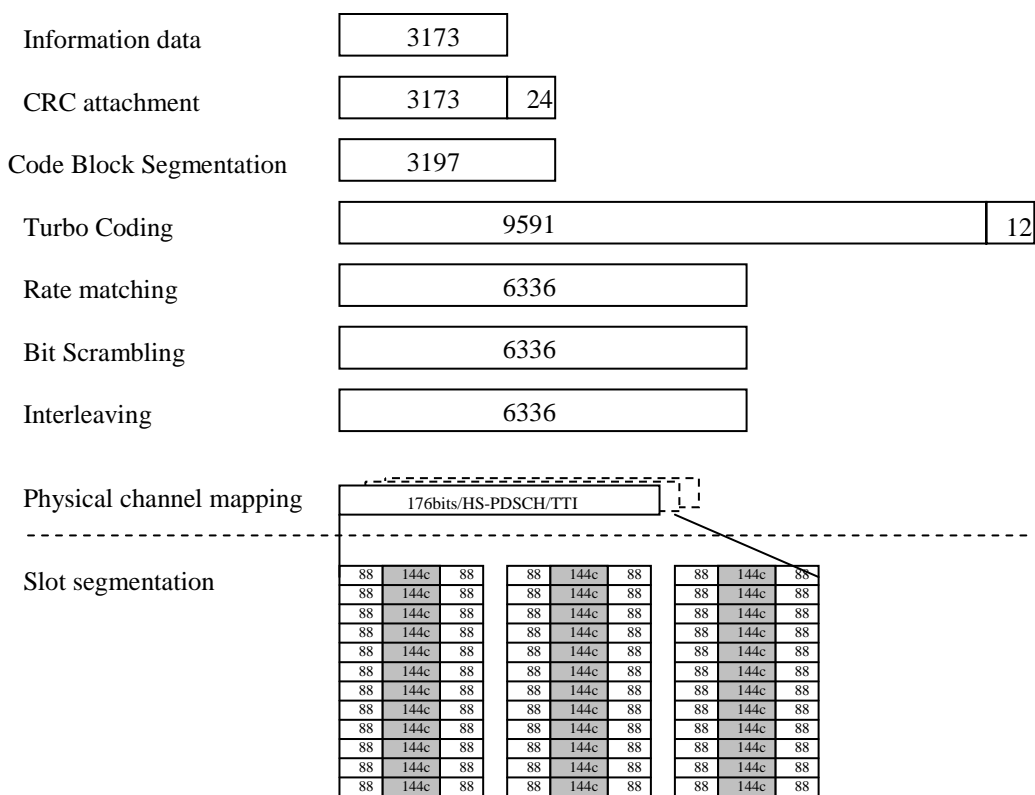 Information data 3173
CRC attachment 3173 24
Code Block Segmentation 3197
Turbo Coding 9591 12
Rate matching 6336
Bit Scrambling 6336
Interleaving 6336
Physical channel mapping 176bits/HS-PDSCH/TTI
Slot segmentation
88 144c 88 88 144c 88 88 144c 88
88 144c 88 88 144c 88 88 144c 88
88 144c 88 88 144c 88 88 144c 88
88 144c 88 88 144c 88 88 144c 88
88 144c 88 88 144c 88 88 144c 88
88 144c 88 88 144c 88 88 144c 88
88 144c 88 88 144c 88 88 144c 88
88 144c 88 88 144c 88 88 144c 88
88 144c 88 88 144c 88 88 144c 88
88 144c 88 88 144c 88 88 144c 88
88 144c 88 88 144c 88 88 144c 88
88 144c 88 88 144c 88 88 144c 88